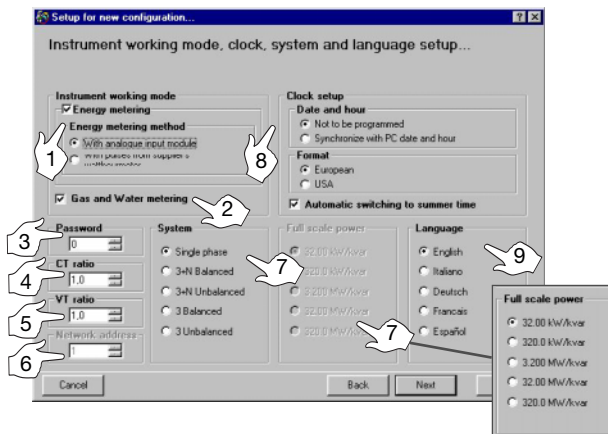 Setup for new configuration...
Instrument working mode, clock, system and language setup...
Instrument working mode
Energy metering
Energy metering method
With analogue input module
With pulses from supplier's
1
Gas and Water metering
2
Clock setup
Date and hour
Not to be programmed
Synchronize with PC date and hour
8
Format
European
USA
Automatic switching to summer time
Password
0
3
CT ratio
1,0
4
VT ratio
1,0
5
Network address
1
6
System
Single phase
3+N Balanced
3+N Unbalanced
3 Balanced
3 Unbalanced
7
Full scale power
32.00 kW/kvar
320.0 kW/kvar
3.200 MW/kvar
32.00 MW/kvar
320.0 MW/kvar
7
Language
English
Italiano
Deutsch
Francais
Español
9
Full scale power
32.00 kW/kvar
320.0 kW/kvar
3.200 MW/kvar
32.00 MW/kvar
320.0 MW/kvar
Cancel
Back
Next